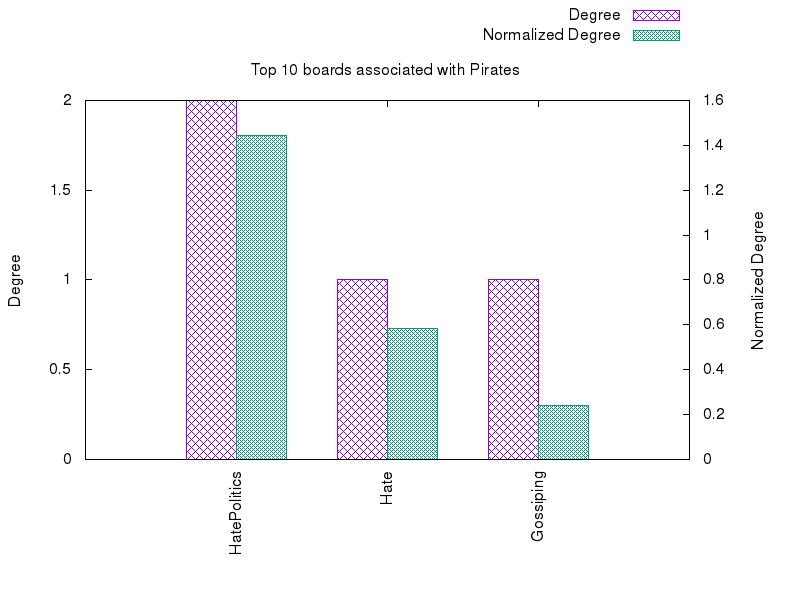 Degree
Normalized Degree
Top 10 boards associated with Pirates
2
1.5
1
0.5
0
Degree
1.6
1.4
1.2
1
0.8
0.6
0.4
0.2
0
Normalized Degree
HatePolitics
Hate
Gossiping